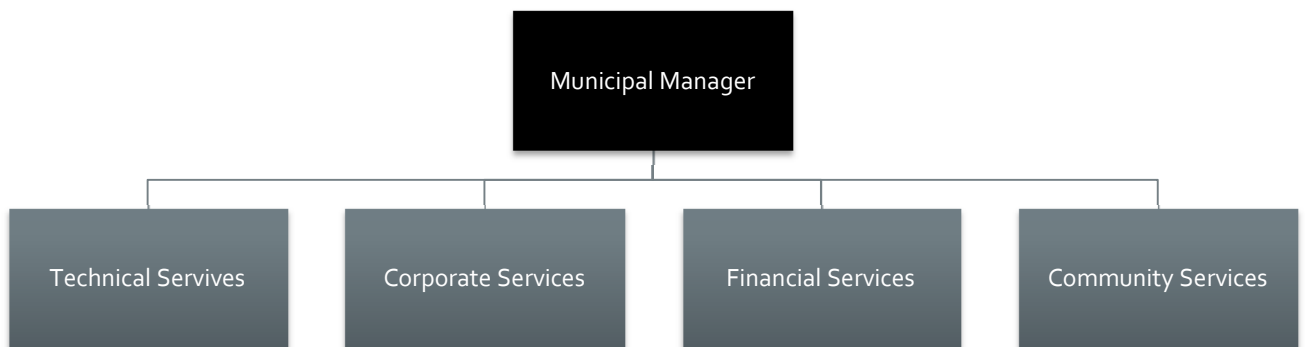 Municipal Manager
Technical Servives
Corporate Services
Financial Services
Community Services